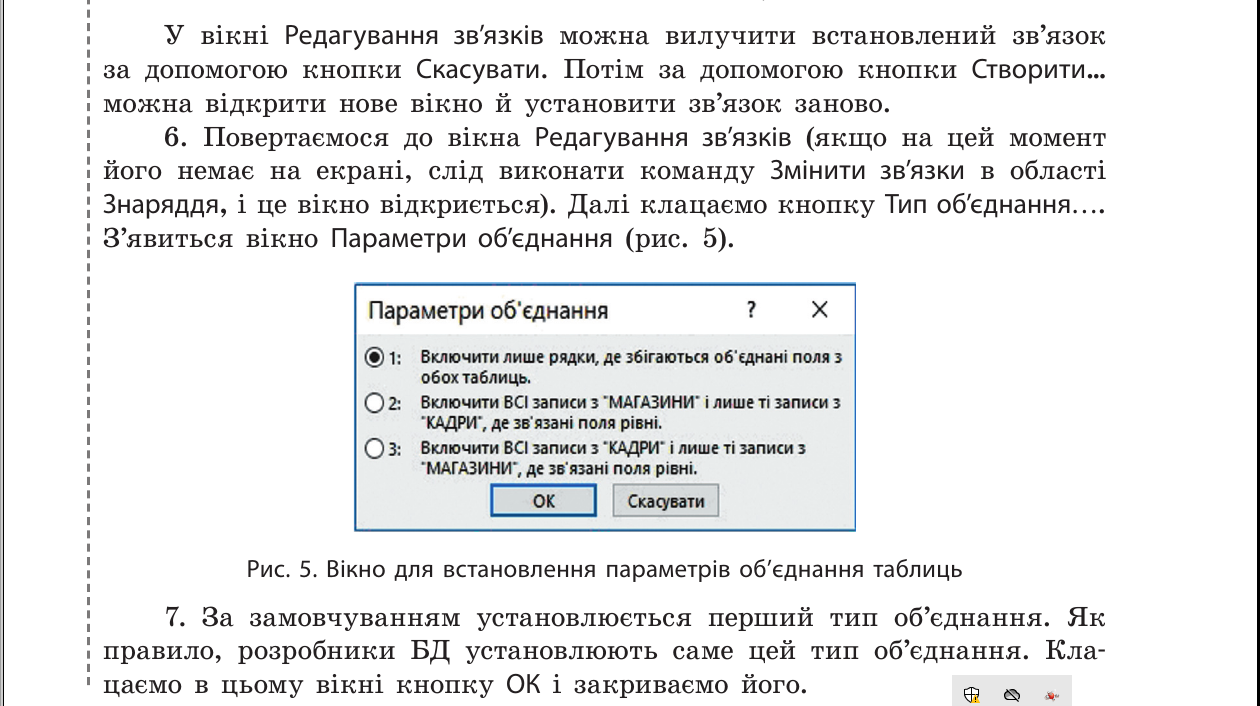 У вікні Редагування зв’язків можна вилучити встановлений зв’язок
за допомогою кнопки Скасувати. Потім за допомогою кнопки Створити...
можна відкрити нове вікно й установити зв’язок заново.
6. Повертаємося до вікна Редагування зв’язків (якщо на цей момент
його немає на екрані, слід виконати команду Змінити зв’язки в області
Знаряддя, і це вікно відкриється). Далі клацаємо кнопку Тип об’єднання….
З’явиться вікно Параметри об’єднання (рис. 5).
Параметри об'єднання ? ×
1: Включити лише рядки, де збігаються об'єднані поля з
обох таблиць.
2: Включити ВСІ записи з "МАГАЗИНИ" і лише ті записи з
"КАДРИ", де зв'язані поля рівні.
3: Включити ВСІ записи з "КАДРИ" і лише ті записи з
"МАГАЗИНИ", де зв'язані поля рівні.
ОК Скасувати
Рис. 5. Вікно для встановлення параметрів об’єднання таблиць
7. За замовчуванням установлюється перший тип об’єднання. Як
правило, розробники БД установлюють саме цей тип об’єднання. Кла-
цаємо в цьому вікні кнопку ОК і закриваємо його.